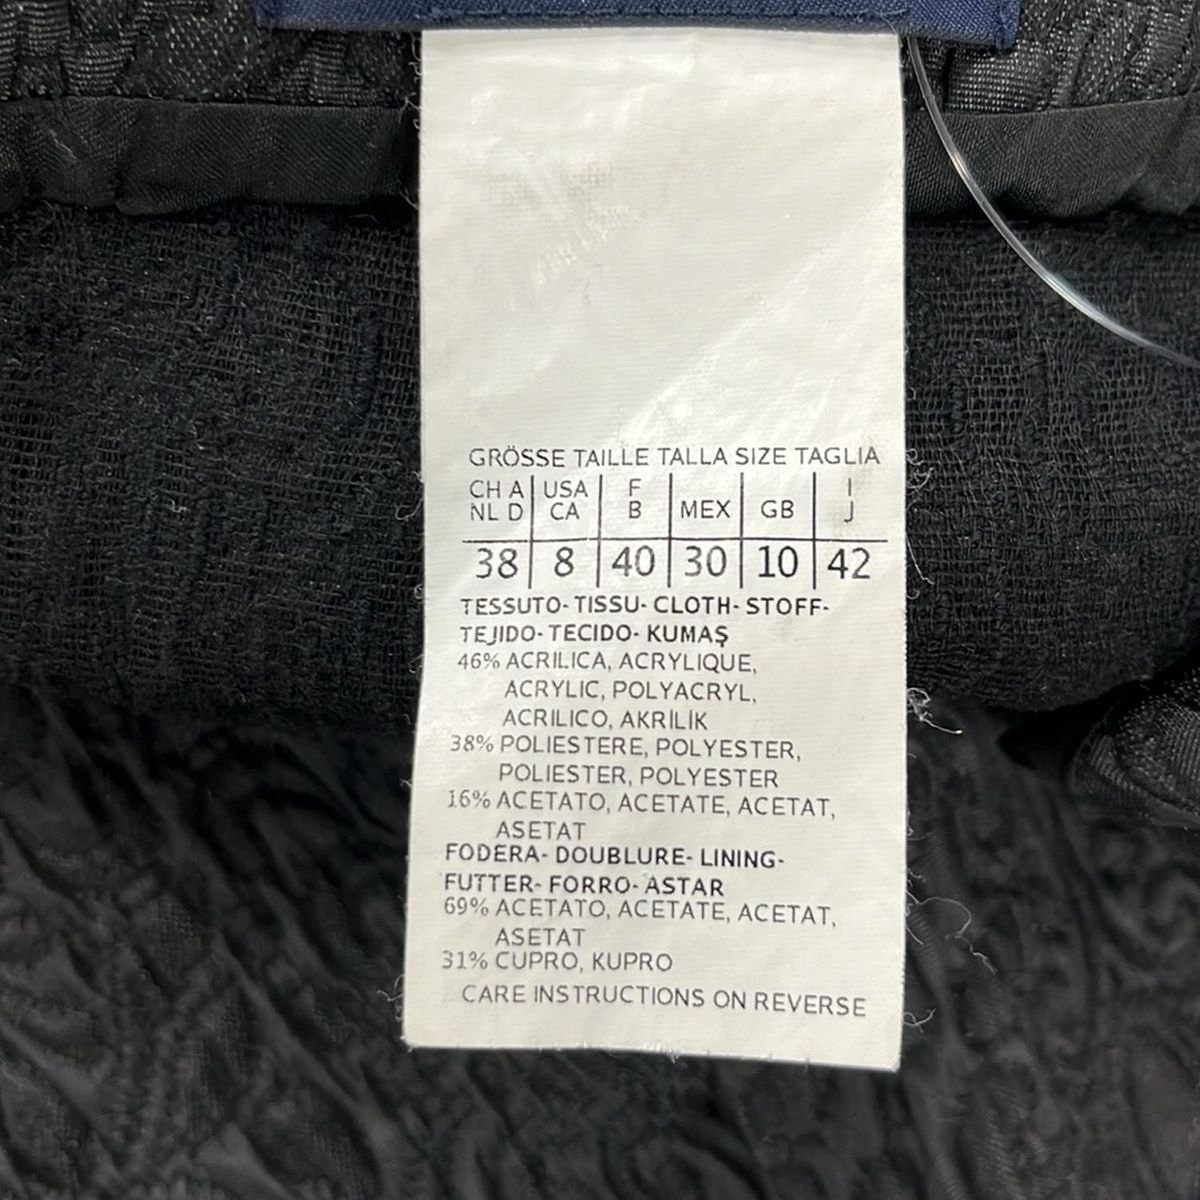 GRÖSSE TAILLE TALLA SIZE TAGLIA
CH A | USA | F | MEX | GB | I
NL D | CA | B | J
38 | 8 | 40 | 30 | 10 | 42
TESSUTO- TISSU- CLOTH- STOFF-
TEJIDO- TECIDO- KUMAŞ
46% ACRILICA, ACRYLIQUE,
ACRYLIC, POLYACRYL,
ACRILICO, AKRİLİK
38% POLIESTERE, POLYESTER,
POLIESTER, POLYESTER
16% ACETATO, ACETATE, ACETAT,
ASETAT
FODERA- DOUBLURE- LINING-
FUTTER- FORRO- ASTAR
69% ACETATO, ACETATE, ACETAT,
ASETAT
31% CUPRO, KUPRO
CARE INSTRUCTIONS ON REVERSE